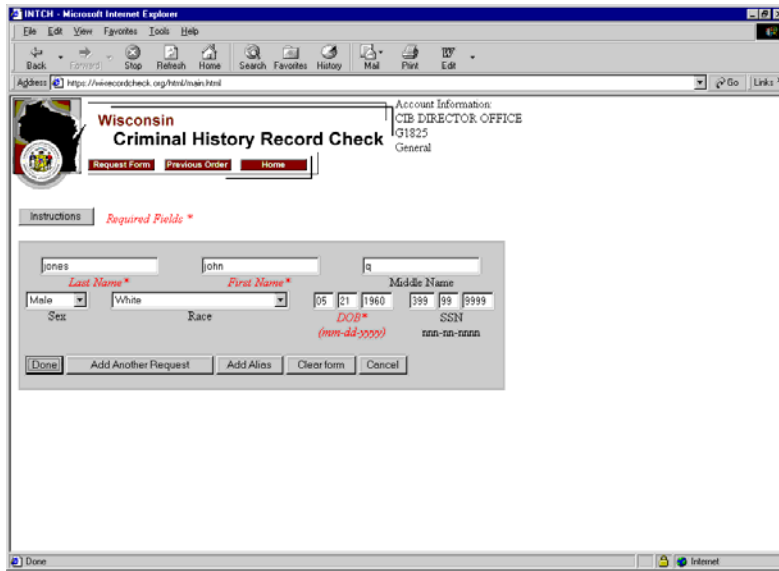 INTCH - Microsoft Internet Explorer
File Edit View Favorites Tools Help
Back Forward Stop Refresh Home Search Favorites History Mail Print Edit
Address https://wirecordcheck.org/html/main.html Go Links
Account Information:
CIB DIRECTOR OFFICE
G1825
General
Wisconsin
Criminal History Record Check
Request Form Previous Order Home
Instructions Required Fields *
jones john q
Last Name* First Name* Middle Name
Male White 05 21 1960 399 99 9999
Sex Race DOB* SSN
(mm-dd-yyyy) nnn-nn-nnnn
Done Add Another Request Add Alias Clear form Cancel
Done Internet